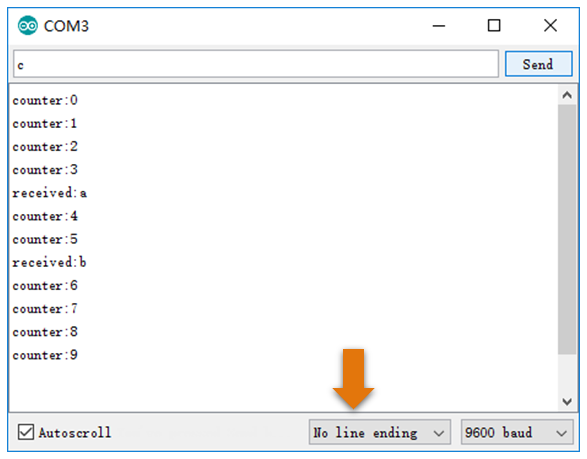 COM3
c
Send
counter:0
counter:1
counter:2
counter:3
received:a
counter:4
counter:5
received:b
counter:6
counter:7
counter:8
counter:9
Autoscroll
No line ending
9600 baud